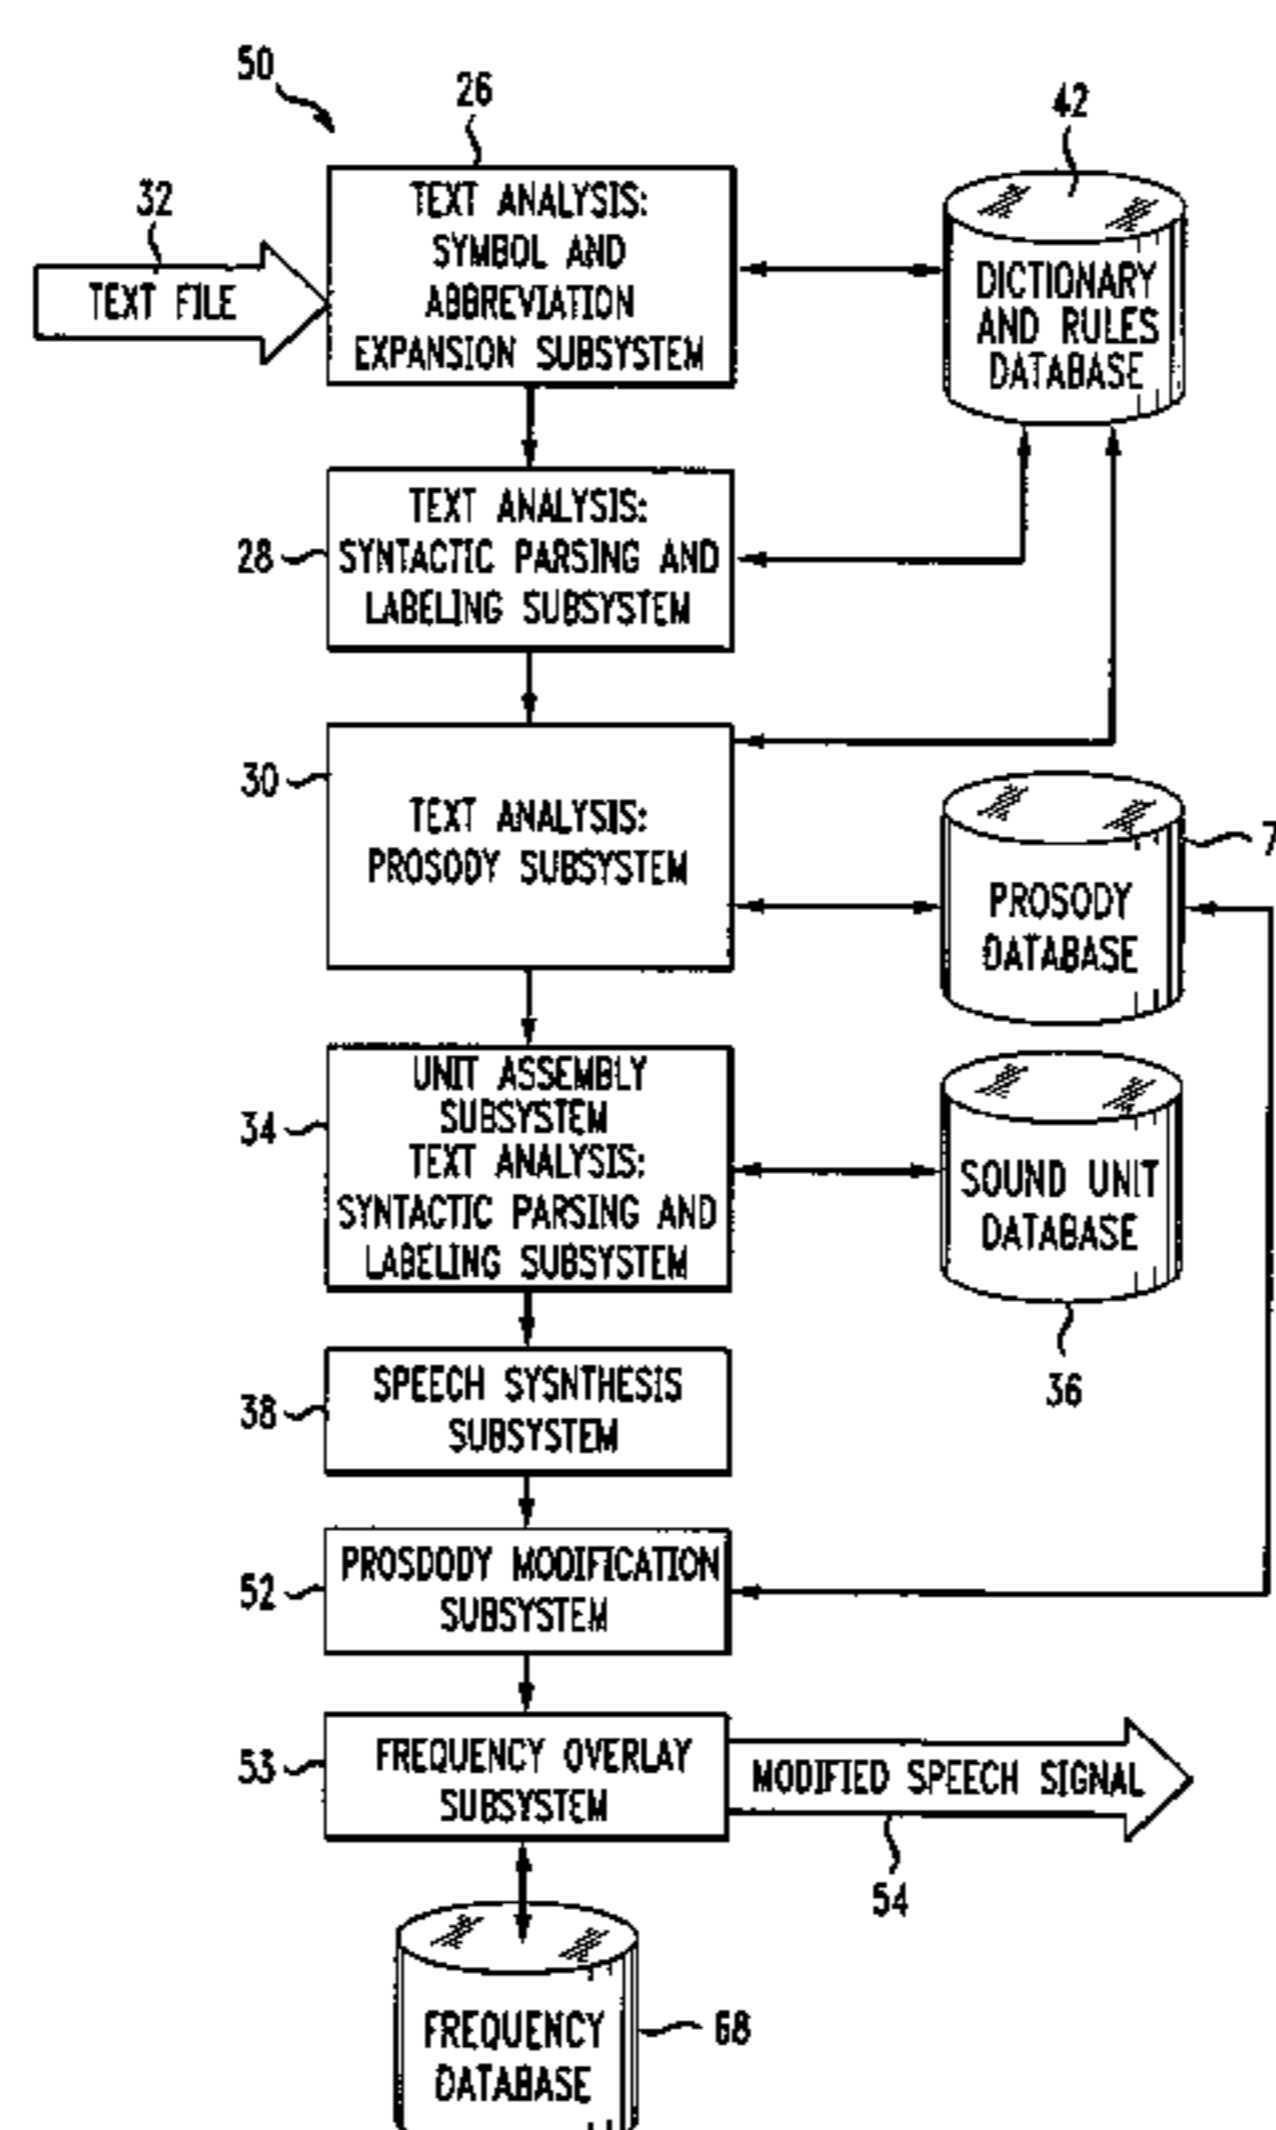 50
26
42
32
TEXT FILE
TEXT ANALYSIS:
SYMBOL AND
ABBREVIATION
EXPANSION SUBSYSTEM
DICTIONARY
AND RULES
DATABASE
28
TEXT ANALYSIS:
SYNTACTIC PARSING AND
LABELING SUBSYSTEM
30
TEXT ANALYSIS:
PROSODY SUBSYSTEM
7
PROSODY
DATABASE
34
UNIT ASSEMBLY
SUBSYSTEM
TEXT ANALYSIS:
SYNTACTIC PARSING AND
LABELING SUBSYSTEM
SOUND UNIT
DATABASE
36
38
SPEECH SYSNTHESIS
SUBSYSTEM
52
PROSDODY MODIFICATION
SUBSYSTEM
53
FREQUENCY OVERLAY
SUBSYSTEM
MODIFIED SPEECH SIGNAL
54
FREQUENCY
DATABASE
68